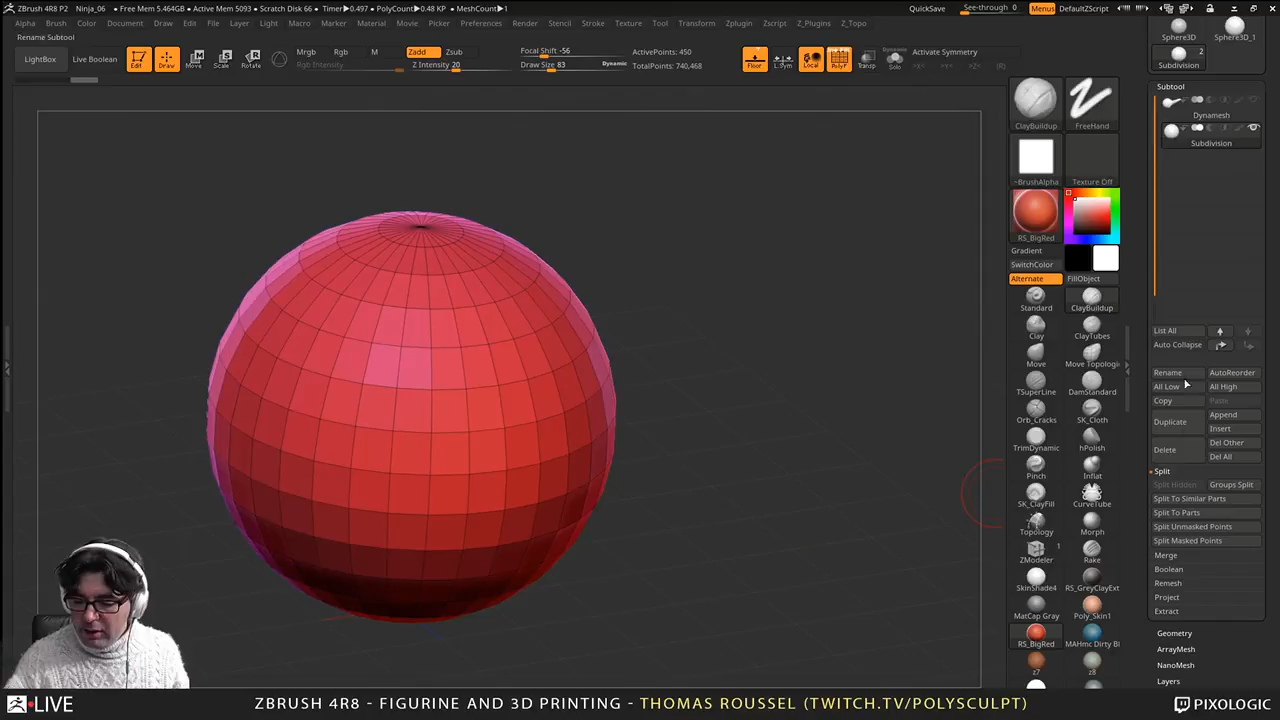 ZBrush 4R8 P2 Ninja_06 • Free Mem 5.464GB • Active Mem 5093 • Scratch Disk 66 • Timer▶0.497 • PolyCount▶0.48 KP • MeshCount▶1
QuickSave See-through 0 Menus DefaultZScript
Alpha Brush Color Document Draw Edit File Layer Light Macro Marker Material Movie Picker Preferences Render Stencil Stroke Texture Tool Transform Zplugin Zscript Z_Plugins Z_Topo
Rename Subtool
LightBox Live Boolean Edit Draw Move Scale Rotate
Mrgb Rgb M Zadd Zsub
Rgb Intensity Z Intensity 20
Focal Shift -56
Draw Size 83 Dynamic
ActivePoints: 450
TotalPoints: 740,468
Floor L.Sym Local PolyF Transp Dynamic Solo
Activate Symmetry
>X< >Y< >Z< >M< (R)
Sphere3D Sphere3D_1
2
Subdivision
Subtool
Dynamesh
Subdivision
List All
Auto Collapse
Rename AutoReorder
All Low All High
Copy Paste
Duplicate Append
Insert
Delete Del Other
Del All
Split
Split Hidden Groups Split
Split To Similar Parts
Split To Parts
Split Unmasked Points
Split Masked Points
Merge
Boolean
Remesh
Project
Extract
Geometry
ArrayMesh
NanoMesh
Layers
ClayBuildup FreeHand
~BrushAlpha Texture Off
RS_BigRed
Gradient
SwitchColor
Alternate FillObject
Standard ClayBuildup
Clay ClayTubes
Move Move Topologic
TSuperLine DamStandard
Orb_Cracks SK_Cloth
TrimDynamic hPolish
Pinch Inflat
SK_ClayFill CurveTube
Topology Morph
1
ZModeler Rake
SkinShade4 RS_GreyClayExt
MatCap Gray Poly_Skin1
RS_BigRed MAHmc Dirty Bl
z7 z8
LIVE
ZBRUSH 4R8 - FIGURINE AND 3D PRINTING - THOMAS ROUSSEL (TWITCH.TV/POLYSCULPT)
PIXOLOGIC